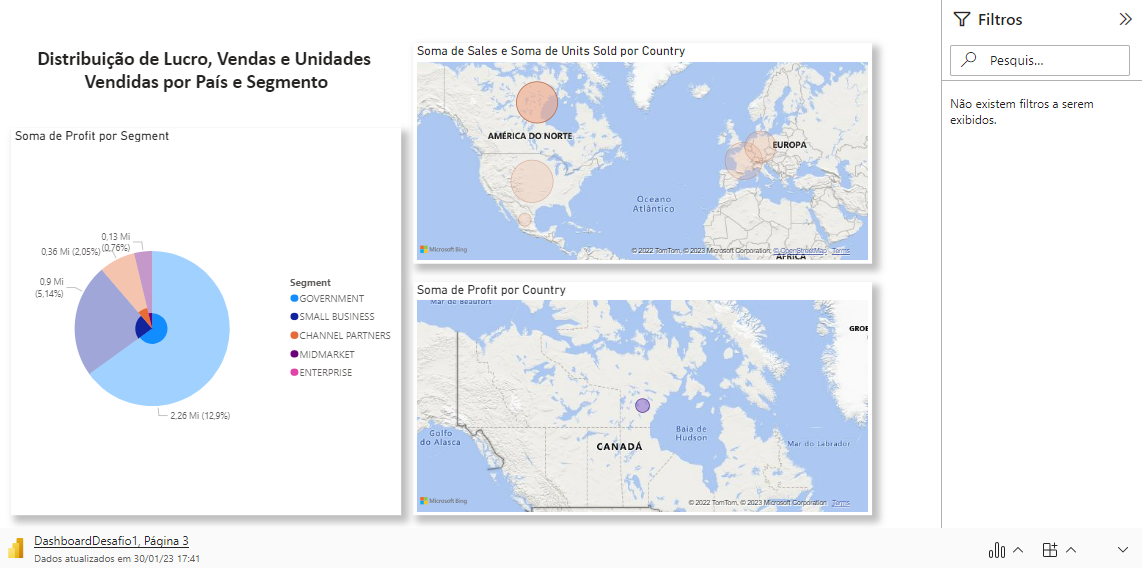 Distribuição de Lucro, Vendas e Unidades
Vendidas por País e Segmento
Soma de Profit por Segment
0,13 Mi
(0,76%)
0,36 Mi (2,05%)
0,9 Mi
(5,14%)
2,26 Mi (12,9%)
Segment
GOVERNMENT
SMALL BUSINESS
CHANNEL PARTNERS
MIDMARKET
ENTERPRISE
Soma de Sales e Soma de Units Sold por Country
AMÉRICA DO NORTE
EUROPA
Oceano
Atlântico
ÁFRICA
Microsoft Bing
© 2022 TomTom, © 2023 Microsoft Corporation, © OpenStreetMap Terms
Soma de Profit por Country
Mar de Beaufort
GROE
Golfo
do Alasca
CANADÁ
Baía de
Hudson
Mar do Labrador
Microsoft Bing
© 2022 TomTom, © 2023 Microsoft Corporation Terms
Filtros
Pesquis...
Não existem filtros a serem
exibidos.
DashboardDesafio1, Página 3
Dados atualizados em 30/01/23 17:41